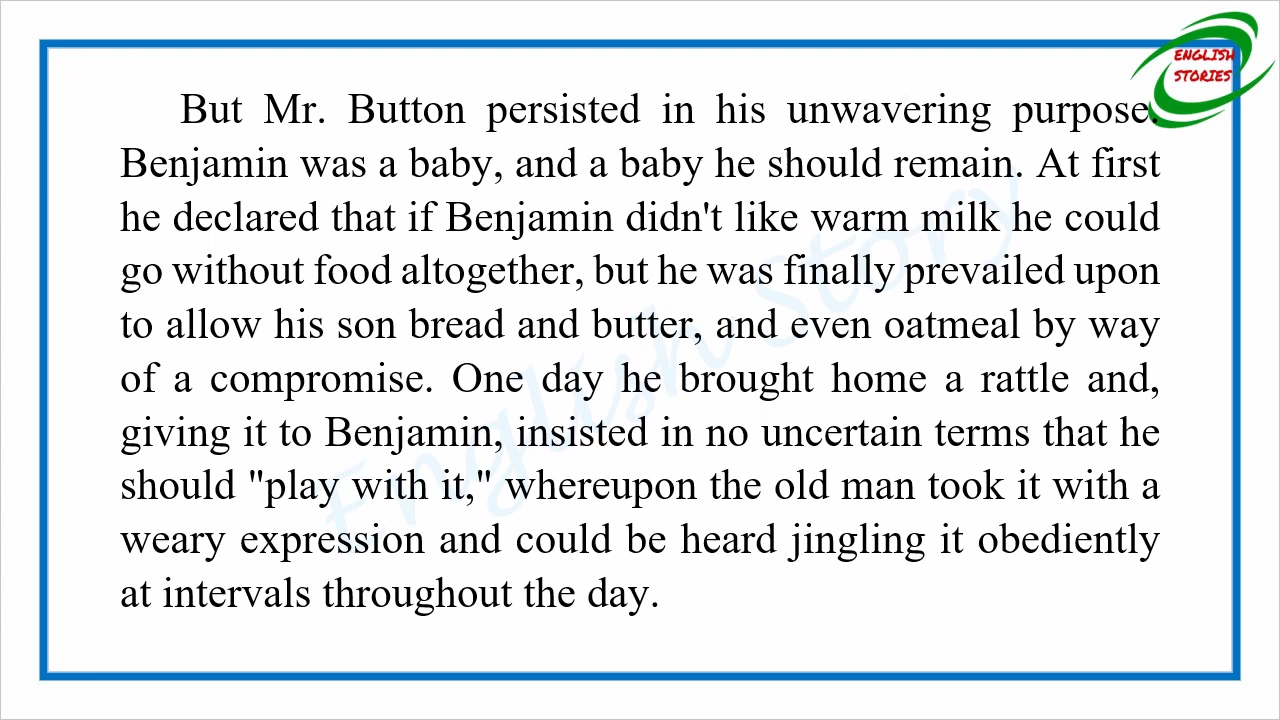 ENGLISH
STORIES
But Mr. Button persisted in his unwavering purpose.
Benjamin was a baby, and a baby he should remain. At first
he declared that if Benjamin didn't like warm milk he could
go without food altogether, but he was finally prevailed upon
to allow his son bread and butter, and even oatmeal by way
of a compromise. One day he brought home a rattle and,
giving it to Benjamin, insisted in no uncertain terms that he
should "play with it," whereupon the old man took it with a
weary expression and could be heard jingling it obediently
at intervals throughout the day.
English Story